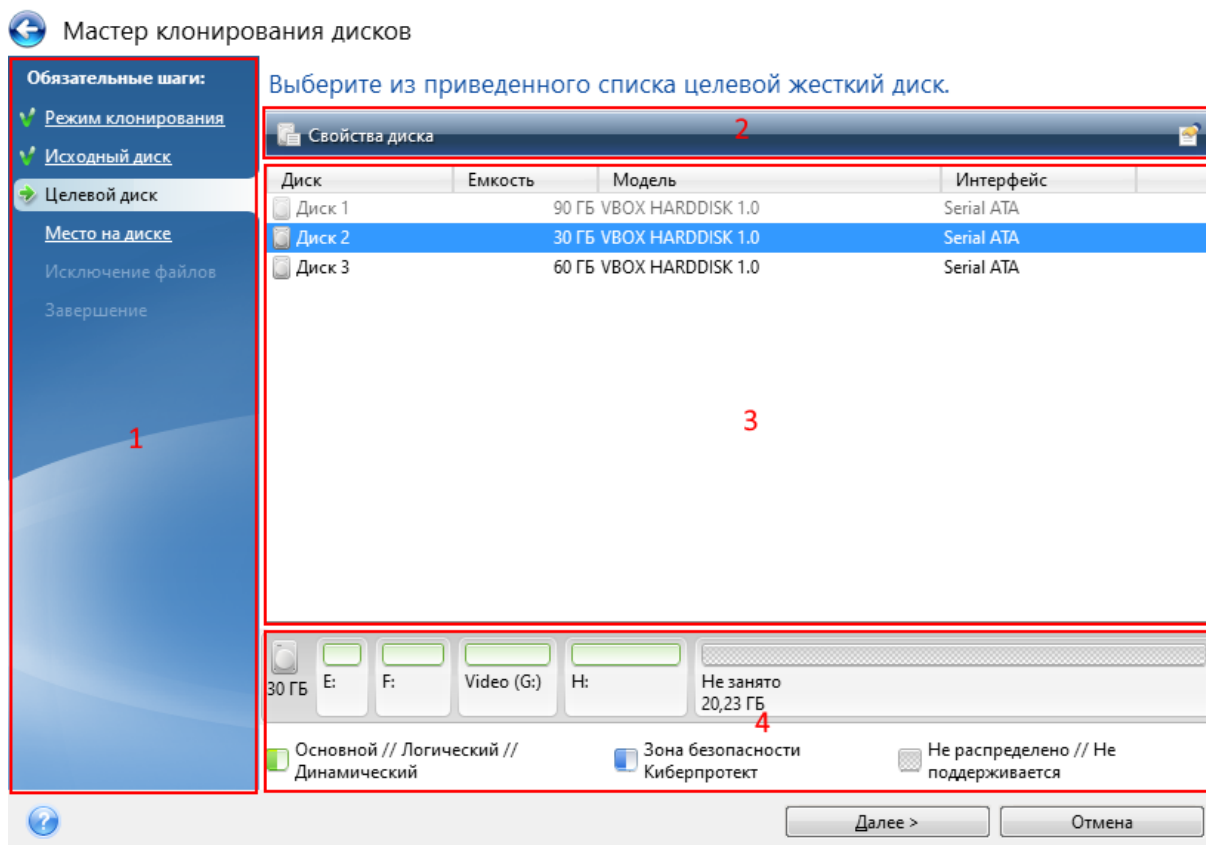 Мастер клонирования дисков
Обязательные шаги:
Режим клонирования
Исходный диск
Целевой диск
Место на диске
Исключение файлов
Завершение
1
Выберите из приведенного списка целевой жесткий диск.
Свойства диска
2
Диск Емкость Модель Интерфейс
Диск 1 90 ГБ VBOX HARDDISK 1.0 Serial ATA
Диск 2 30 ГБ VBOX HARDDISK 1.0 Serial ATA
Диск 3 60 ГБ VBOX HARDDISK 1.0 Serial ATA
3
30 ГБ E: F: Video (G:) H: Не занято
20,23 ГБ
4
Основной // Логический //
Динамический
Зона безопасности
Киберпротект
Не распределено // Не
поддерживается
?
Далее > Отмена